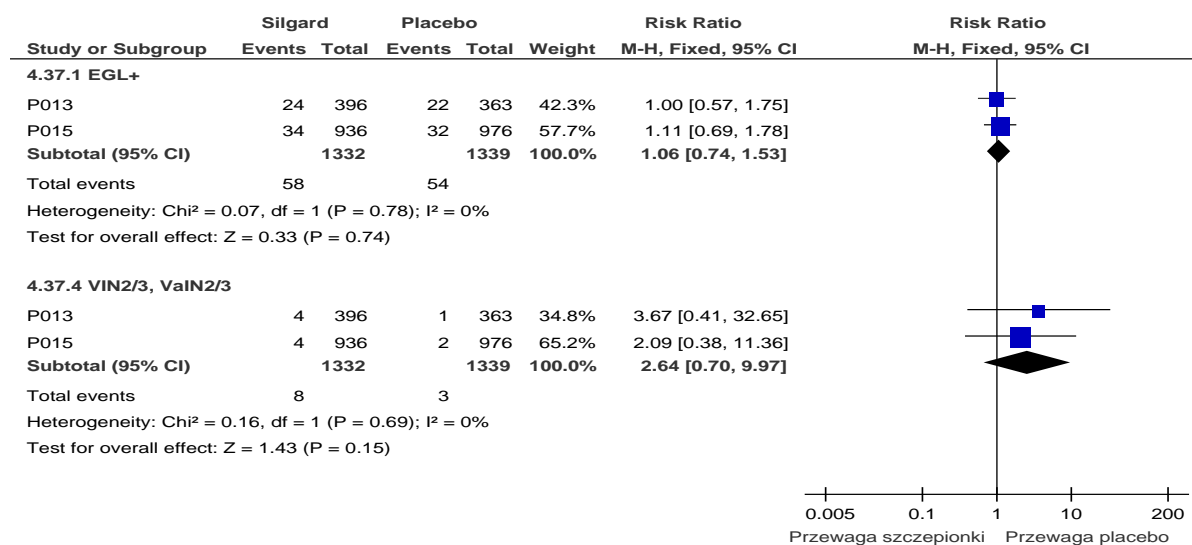 Silgard Placebo Risk Ratio Risk Ratio
Study or Subgroup Events Total Events Total Weight M-H, Fixed, 95% CI M-H, Fixed, 95% CI
4.37.1 EGL+
P013 24 396 22 363 42.3% 1.00 [0.57, 1.75]
P015 34 936 32 976 57.7% 1.11 [0.69, 1.78]
Subtotal (95% CI) 1332 1339 100.0% 1.06 [0.74, 1.53]
Total events 58 54
Heterogeneity: Chi² = 0.07, df = 1 (P = 0.78); I² = 0%
Test for overall effect: Z = 0.33 (P = 0.74)
4.37.4 VIN2/3, VaIN2/3
P013 4 396 1 363 34.8% 3.67 [0.41, 32.65]
P015 4 936 2 976 65.2% 2.09 [0.38, 11.36]
Subtotal (95% CI) 1332 1339 100.0% 2.64 [0.70, 9.97]
Total events 8 3
Heterogeneity: Chi² = 0.16, df = 1 (P = 0.69); I² = 0%
Test for overall effect: Z = 1.43 (P = 0.15)
0.005 0.1 1 10 200
Przewaga szczepionki Przewaga placebo